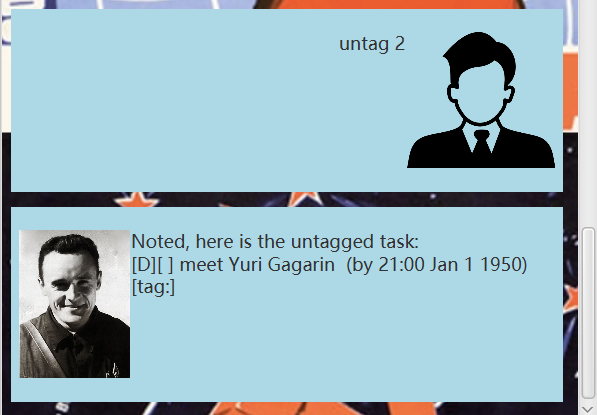 untag 2
Noted, here is the untagged task:
[D][ ] meet Yuri Gagarin  (by 21:00 Jan 1 1950)
[tag:]